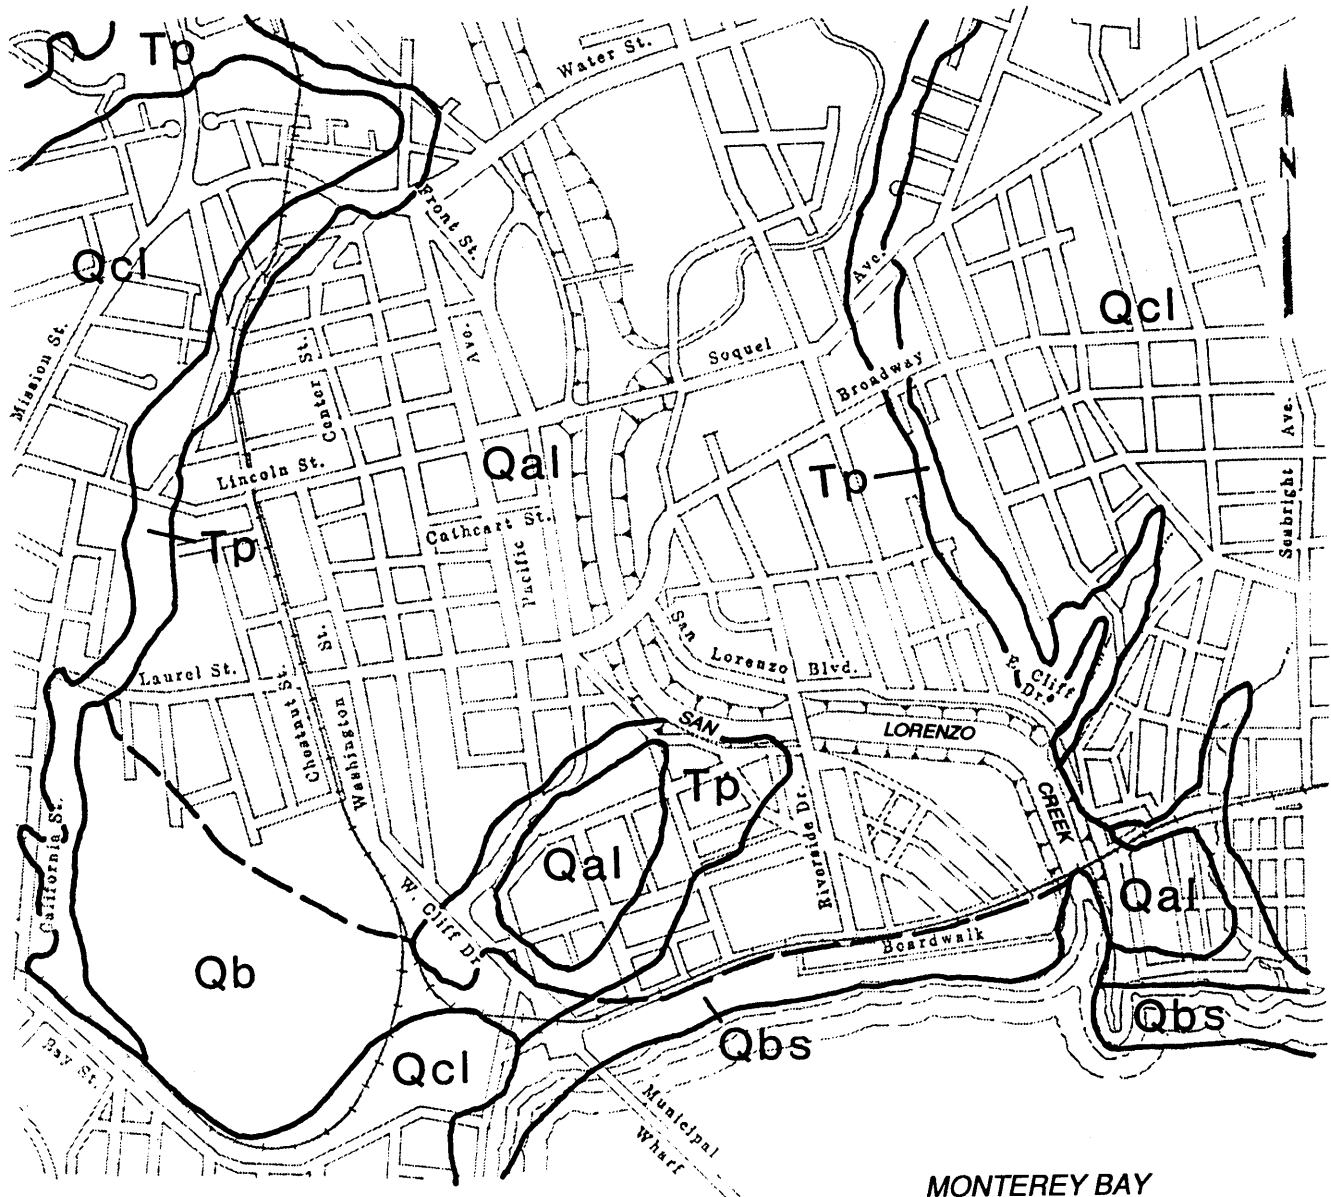 Tp
Water St.
N
Front St.
Qcl
Ave.
Qcl
Mission St.
Center St.
Ave.
Soquel
Broadway
Ave.
Seabright
Lincoln St.
Qal
Tp
Cathcart St.
Tp
Pacific
San Lorenzo Blvd.
St.
Laurel St.
E. Cliff Dr.
Chestnut St.
Washington
SAN LORENZO CREEK
Tp
Riverside Dr.
California St.
Qal
W. Cliff Dr.
Qal
Boardwalk
Qb
Qbs
Qbs
Qcl
Bay St.
Municipal Wharf
MONTEREY BAY